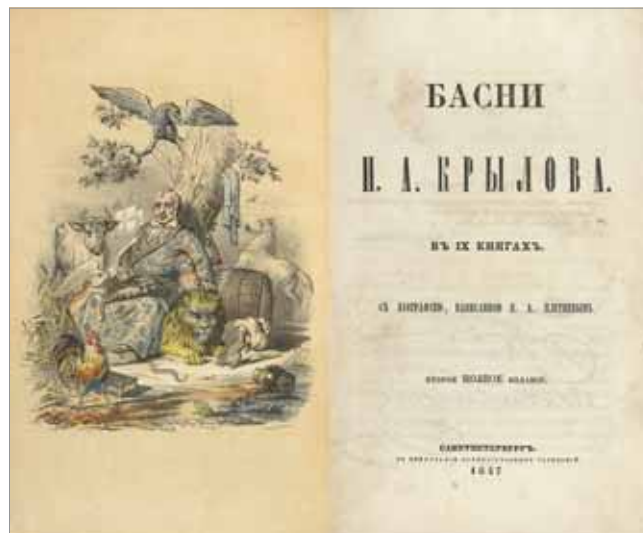 БАСНИ
И. А. КРЫЛОВА.
ВЪ IX КНИГАХЪ.
СЪ БІОГРАФІЕЮ, НАПИСАННОЮ П. А. ПЛЕТНЕВЫМЪ.
ВТОРОЕ ПОЛНОЕ ИЗДАНІЕ.
САНКТПЕТЕРБУРГЪ.
1847